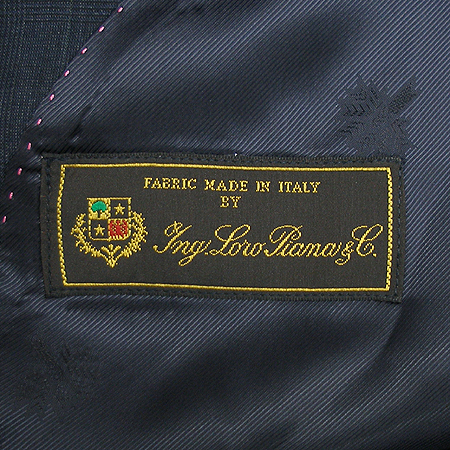 FABRIC MADE IN ITALY
BY
Ing. Loro Piana & C.